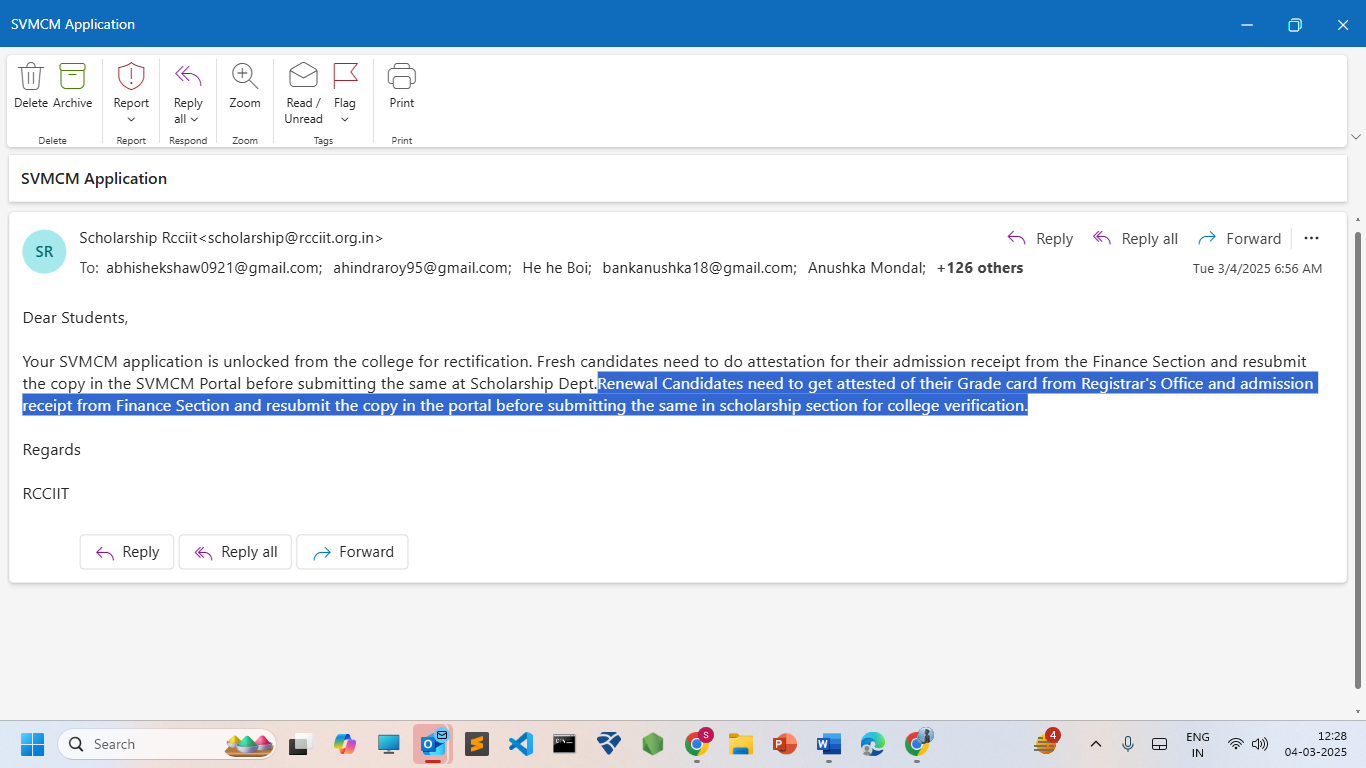 SVMCM Application
Delete Archive Report Reply all Zoom Read / Unread Flag Print
Delete Report Respond Zoom Tags Print
SVMCM Application
SR
Scholarship Rcciit<scholarship@rcciit.org.in>
Reply Reply all Forward
To: abhishekshaw0921@gmail.com; ahindraroy95@gmail.com; He he Boi; bankanushka18@gmail.com; Anushka Mondal; +126 others
Tue 3/4/2025 6:56 AM
Dear Students,
Your SVMCM application is unlocked from the college for rectification. Fresh candidates need to do attestation for their admission receipt from the Finance Section and resubmit
the copy in the SVMCM Portal before submitting the same at Scholarship Dept.Renewal Candidates need to get attested of their Grade card from Registrar's Office and admission
receipt from Finance Section and resubmit the copy in the portal before submitting the same in scholarship section for college verification.
Regards
RCCIIT
Reply Reply all Forward
Search
S
4
ENG
IN
12:28
04-03-2025